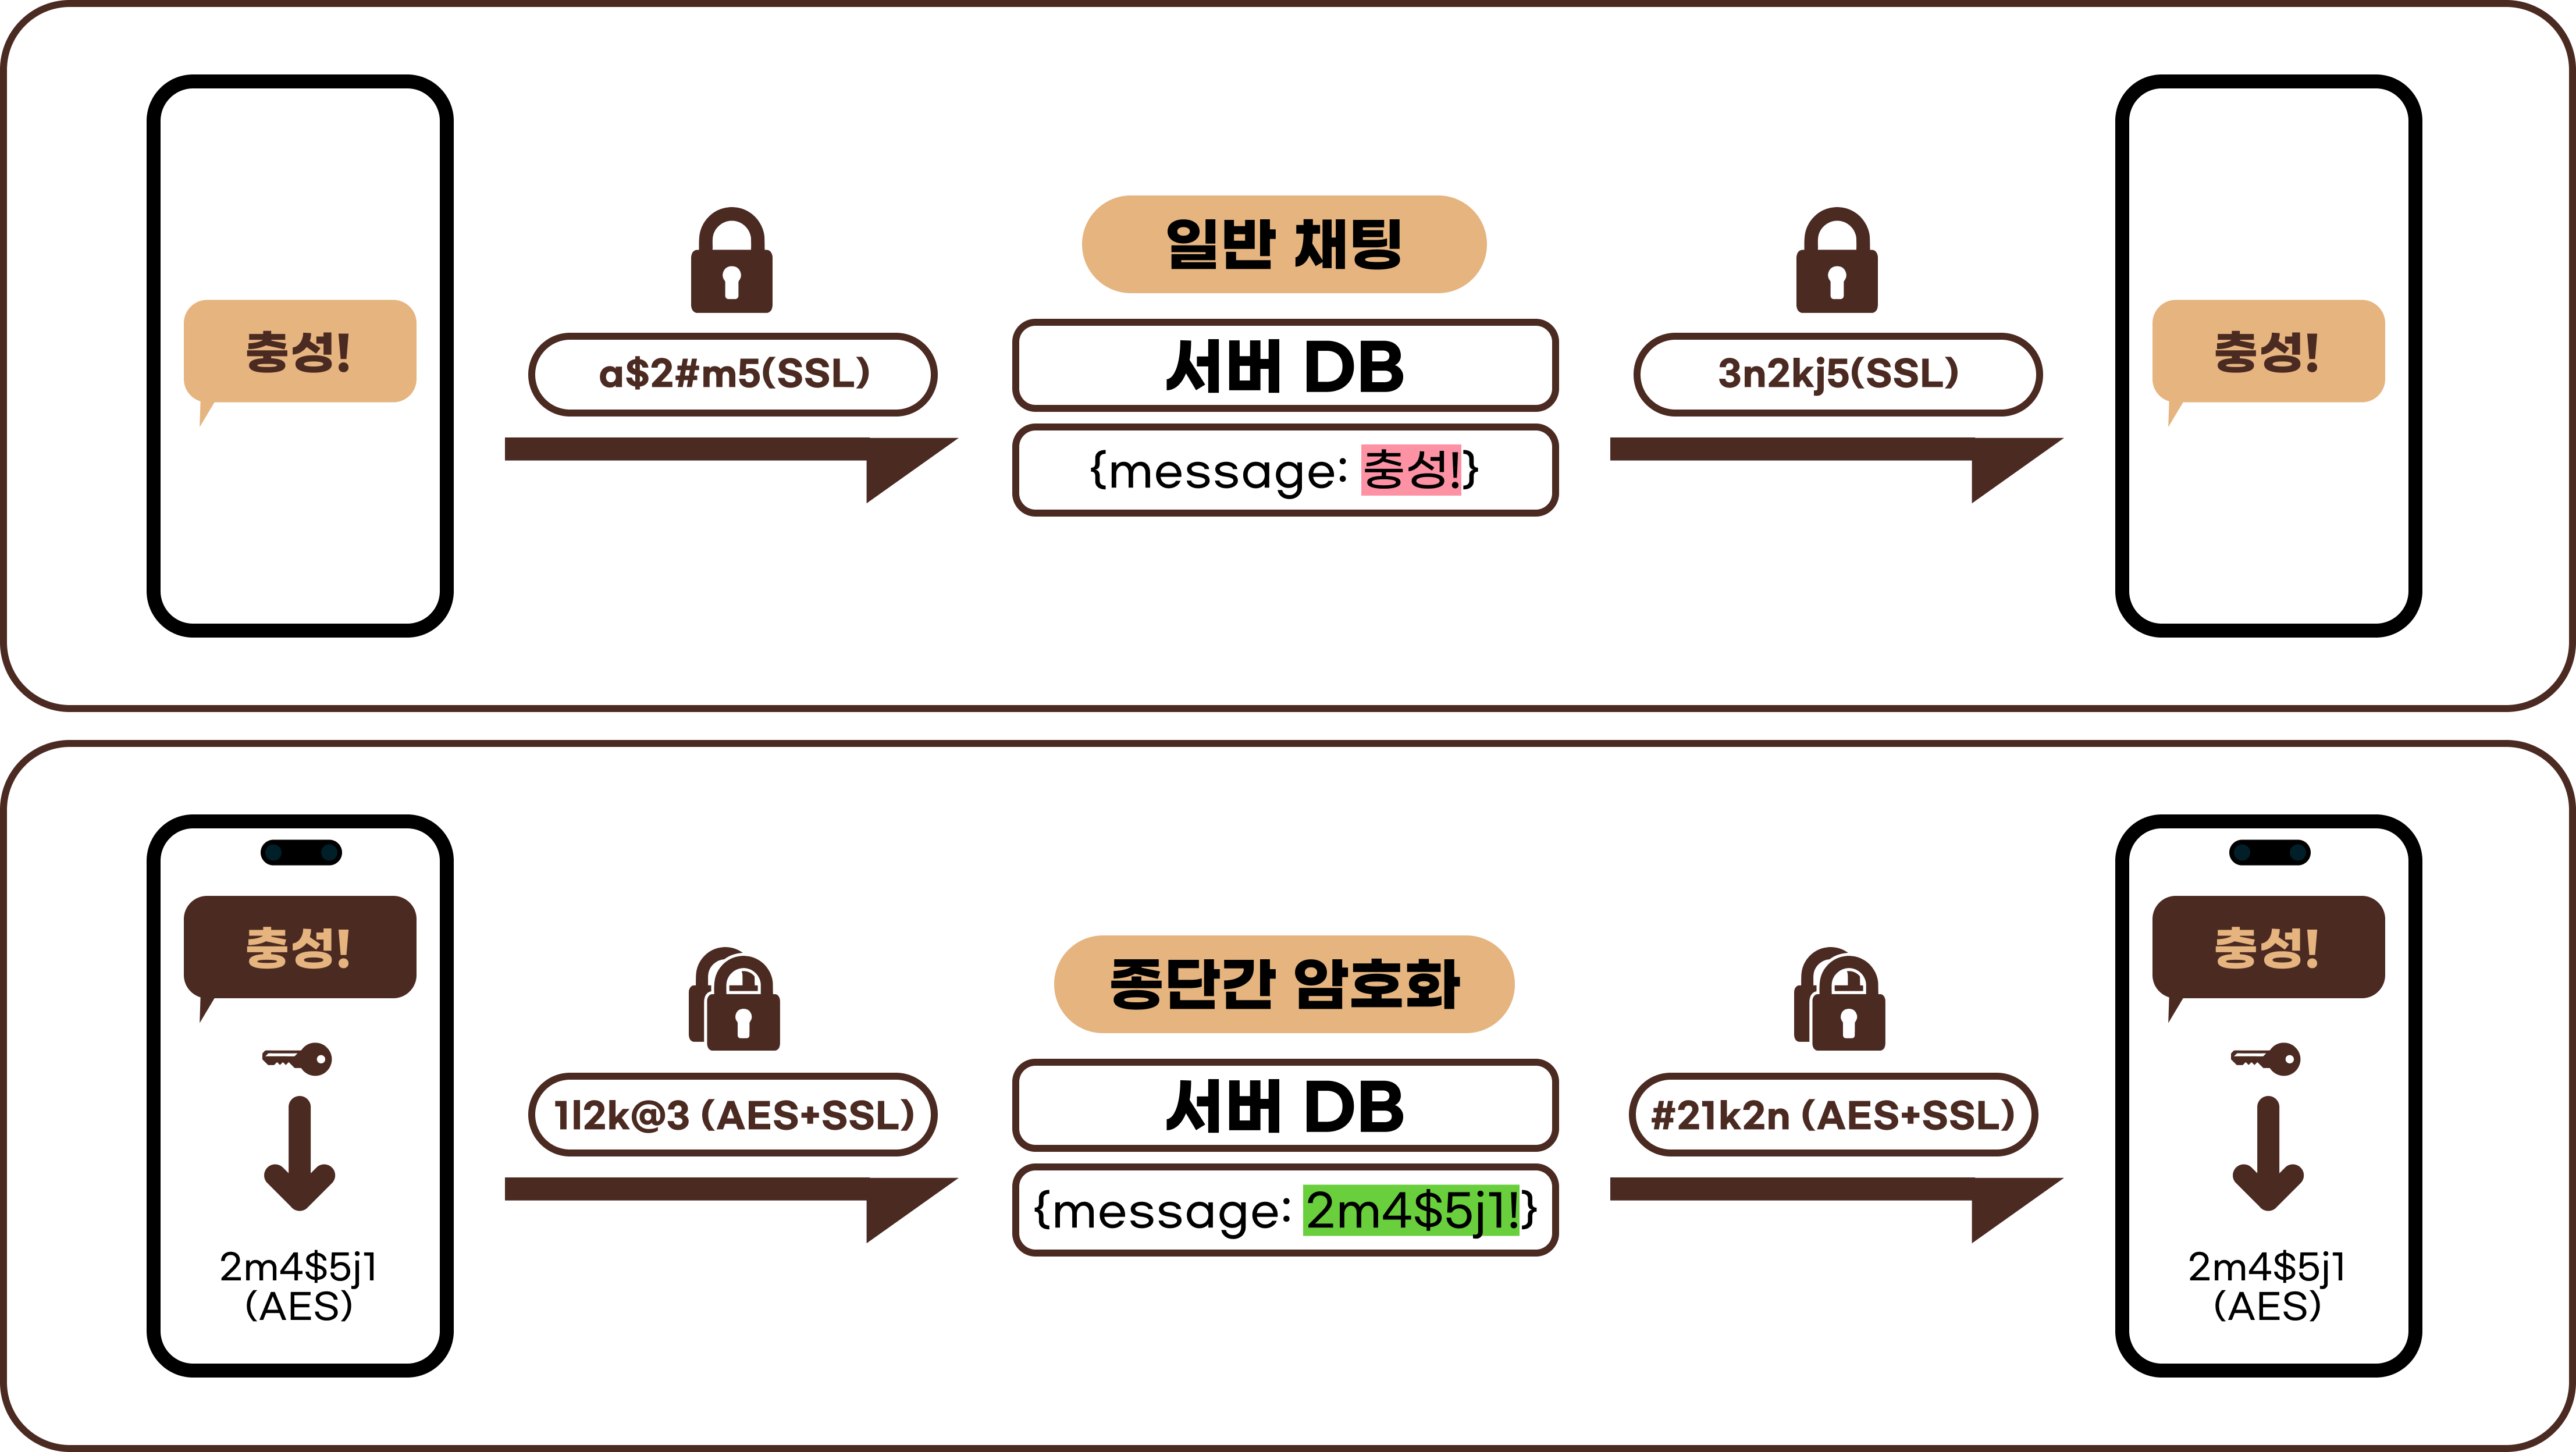 일반 채팅
충성!
a$2#m5(SSL)
서버 DB
{message: 충성!}
3n2kj5(SSL)
충성!
종단간 암호화
충성!
2m4$5j1
(AES)
1l2k@3 (AES+SSL)
서버 DB
{message: 2m4$5j1!}
#21k2n (AES+SSL)
충성!
2m4$5j1
(AES)